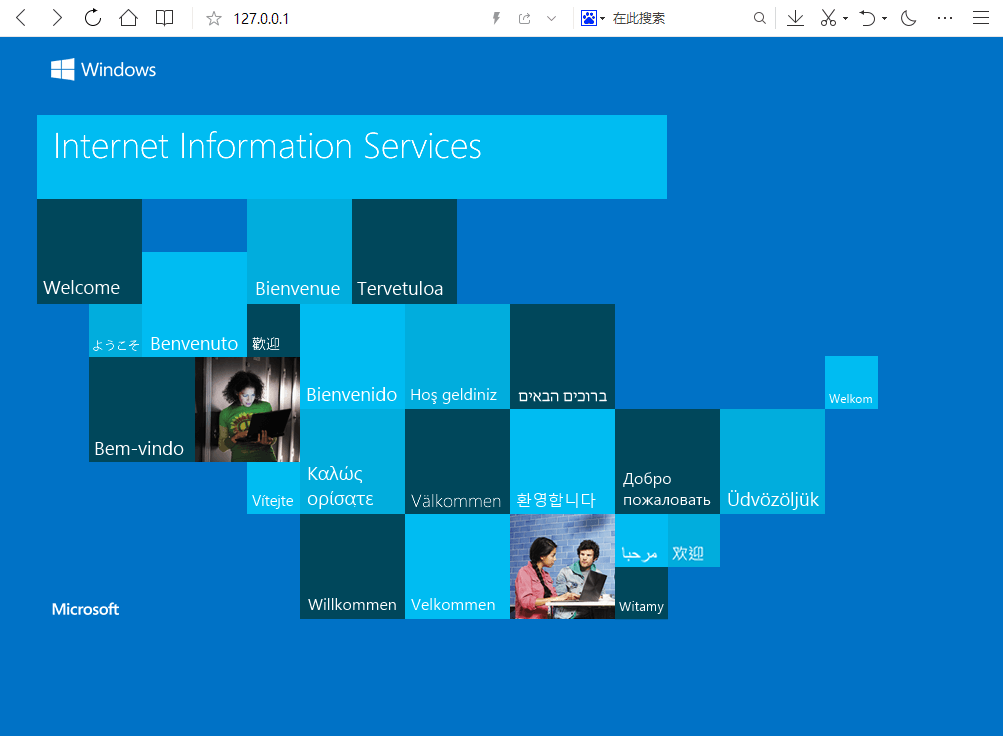 127.0.0.1
在此搜索
Windows
Internet Information Services
Welcome
Bienvenue
Tervetuloa
ようこそ
Benvenuto
歡迎
Bienvenido
Hoş geldiniz
ברוכים הבאים
Welkom
Bem-vindo
Vítejte
Καλώς
ορίσατε
Välkommen
환영합니다
Добро
пожаловать
Üdvözöljük
Microsoft
Willkommen
Velkommen
مرحبا
欢迎
Witamy